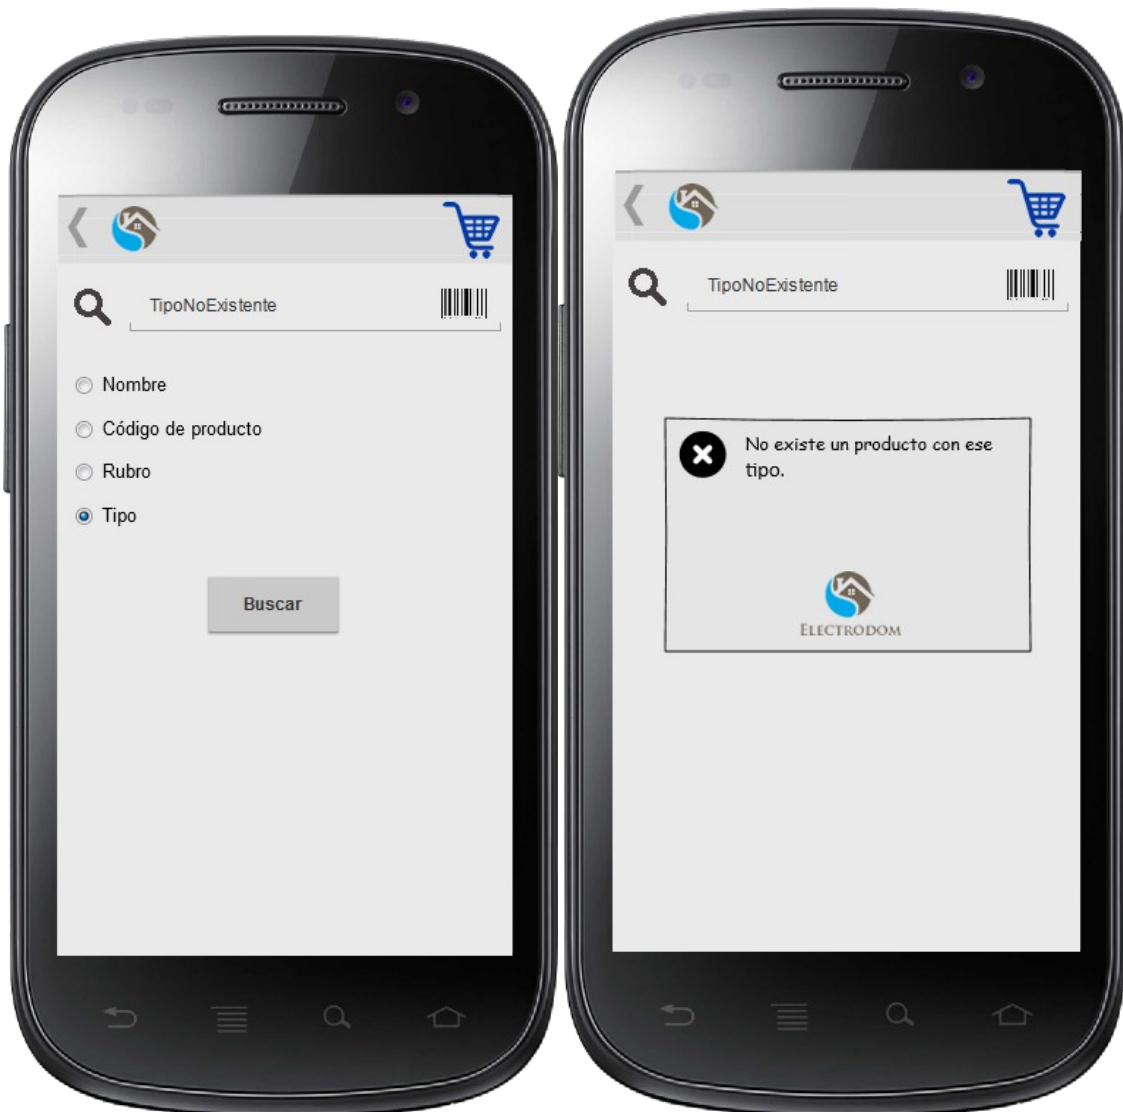 TipoNoExistente
Nombre
Código de producto
Rubro
Tipo
Buscar
TipoNoExistente
No existe un producto con ese
tipo.
ELECTRODOM